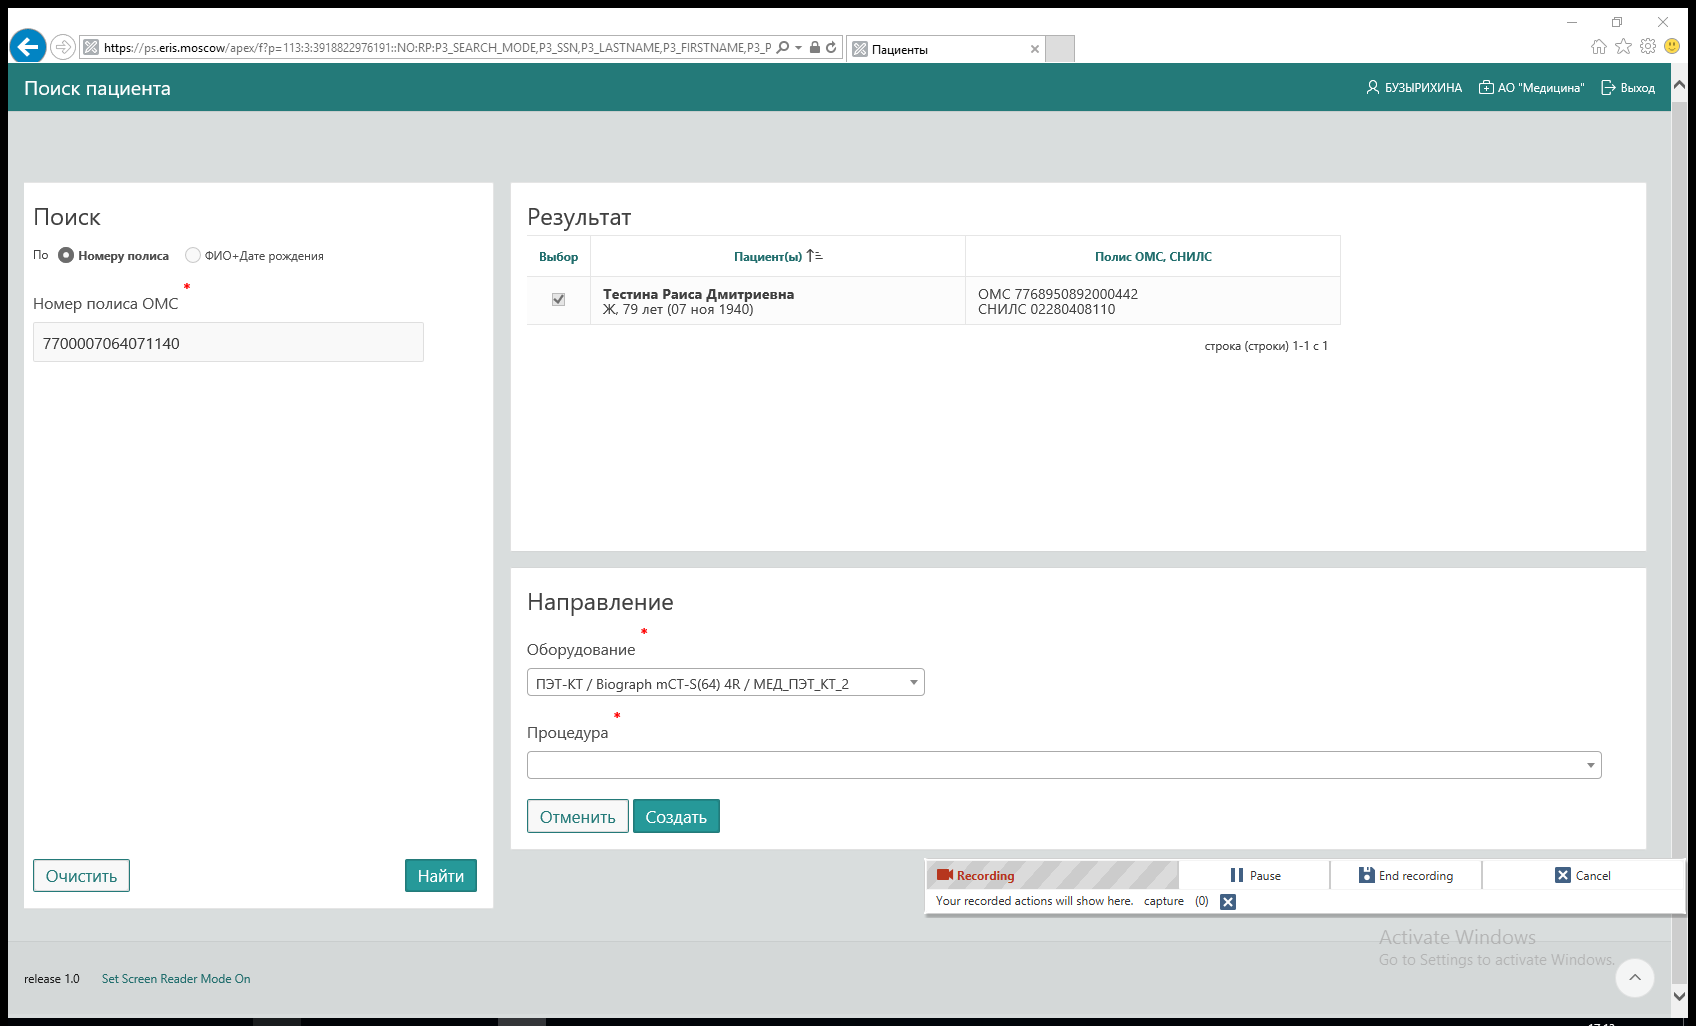 https://ps.eris.moscow/apex/f?p=113:3:3918822976191::NO:RP:P3_SEARCH_MODE,P3_SSN,P3_LASTNAME,P3_FIRSTNAME,P3_P
Пациенты
Поиск пациента
БУЗЫРИХИНА
АО "Медицина"
Выход
Поиск
По Номеру полиса ФИО+Дате рождения
*
Номер полиса ОМС
7700007064071140
Очистить
Найти
Результат
Выбор Пациент(ы) Полис ОМС, СНИЛС
Тестина Раиса Дмитриевна
Ж, 79 лет (07 ноя 1940)
ОМС 7768950892000442
СНИЛС 02280408110
строка (строки) 1-1 с 1
Направление
*
Оборудование
ПЭТ-КТ / Biograph mCT-S(64) 4R / МЕД_ПЭТ_КТ_2
*
Процедура
Отменить
Создать
Recording
Pause
End recording
Cancel
Your recorded actions will show here. capture (0)
Activate Windows
Go to Settings to activate Windows.
release 1.0 Set Screen Reader Mode On